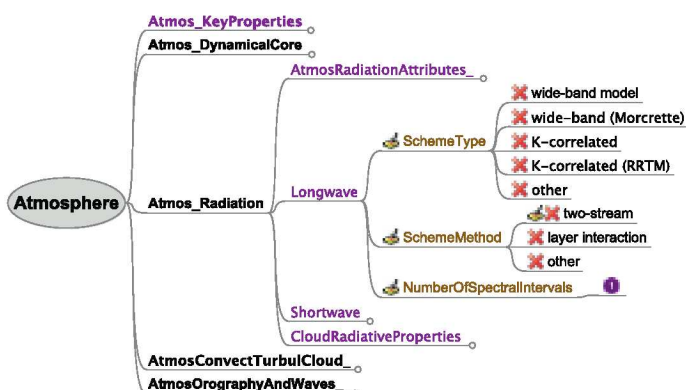 Atmos_KeyProperties
Atmos_DynamicalCore
AtmosRadiationAttributes_
wide-band model
wide-band (Morcrette)
SchemeType
K-correlated
K-correlated (RRTM)
other
Atmosphere
Atmos_Radiation
Longwave
two-stream
SchemeMethod
layer interaction
other
NumberOfSpectralIntervals
Shortwave
CloudRadiativeProperties
AtmosConvectTurbulCloud_
AtmosOrographyAndWaves_